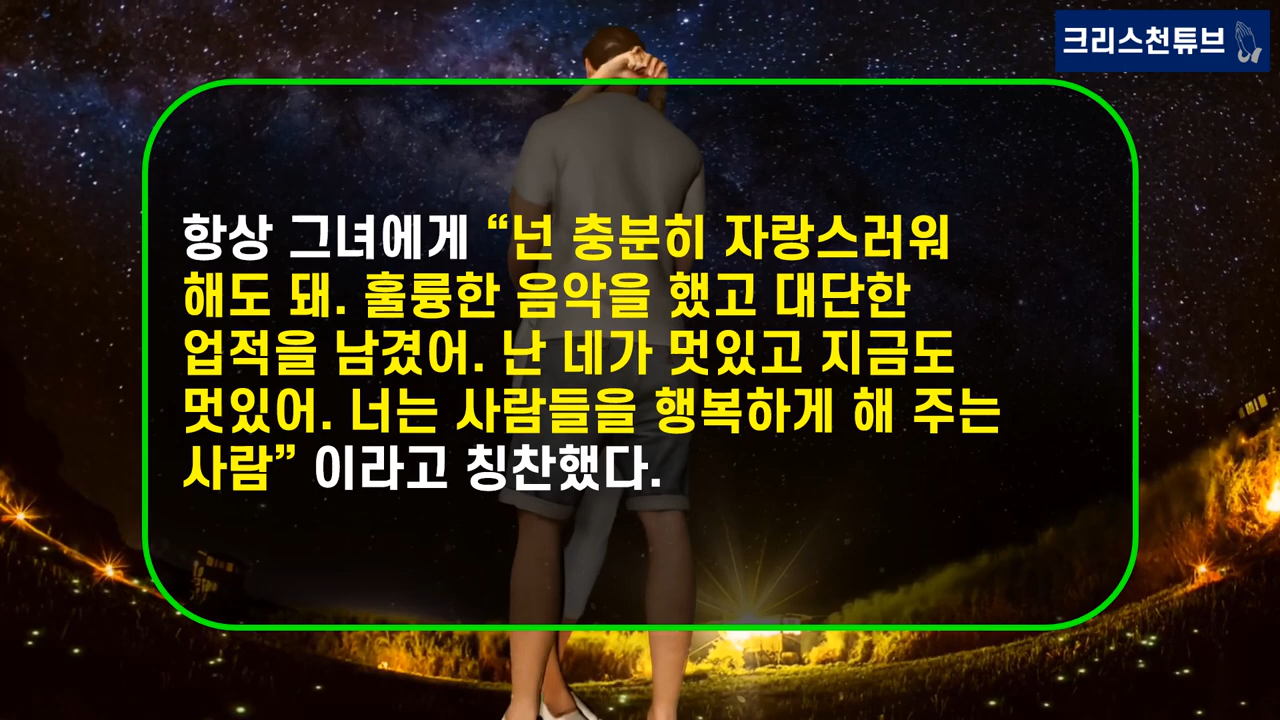 크리스천튜브
항상 그녀에게 “넌 충분히 자랑스러워
해도 돼. 훌륭한 음악을 했고 대단한
업적을 남겼어. 난 네가 멋있고 지금도
멋있어. 너는 사람들을 행복하게 해 주는
사람” 이라고 칭찬했다.